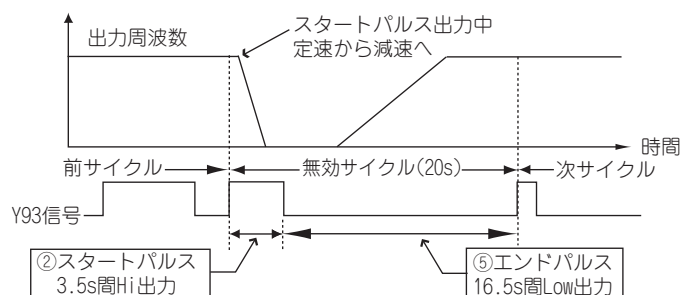 出力周波数
スタートパルス出力中
定速から減速へ
時間
前サイクル
無効サイクル(20s)
次サイクル
Y93信号
②スタートパルス
3.5s間Hi出力
⑤エンドパルス
16.5s間Low出力